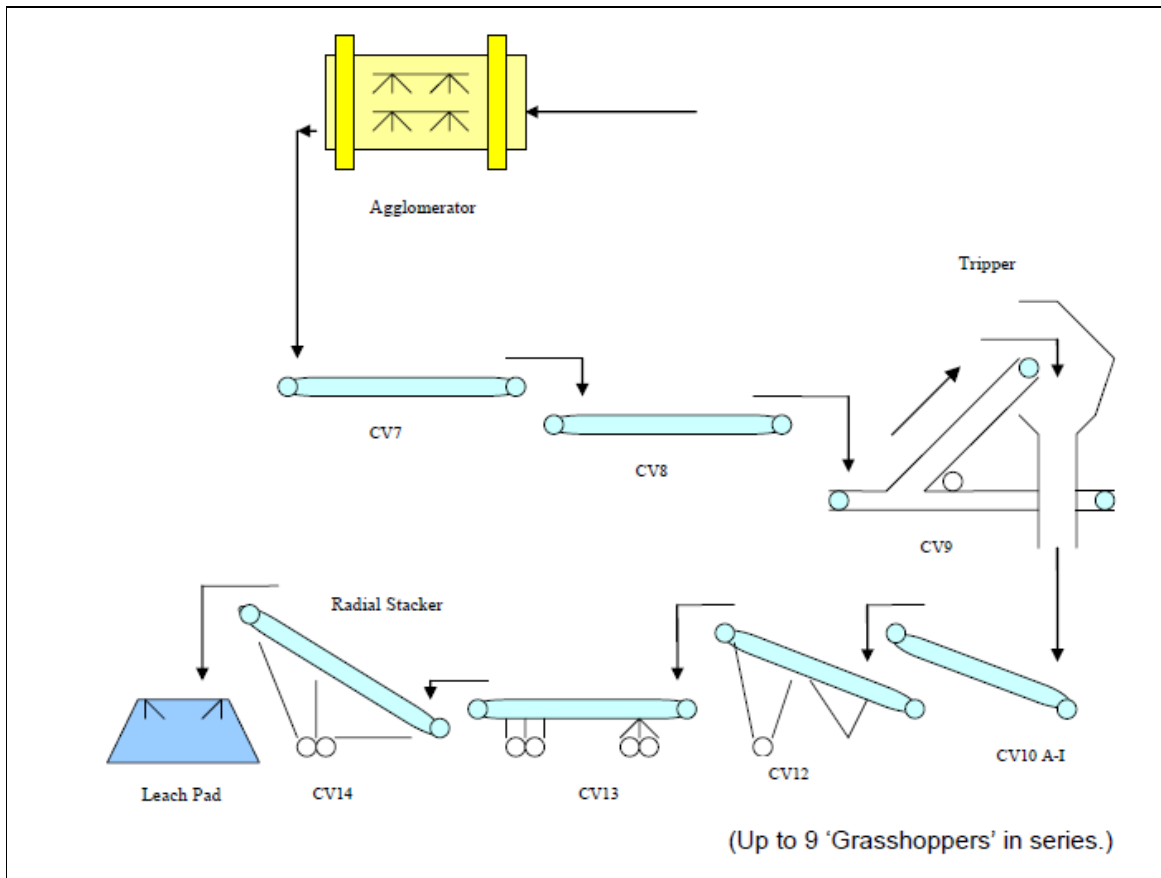 Agglomerator
Tripper
CV7
CV8
CV9
Radial Stacker
CV10 A-I
CV12
CV13
CV14
Leach Pad
(Up to 9 ‘Grasshoppers’ in series.)